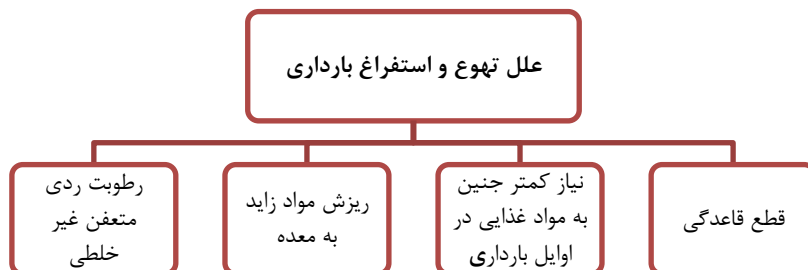 علل تهوع و استفراغ بارداری
قطع قاعدگی
نیاز کمتر جنین
به مواد غذایی در
اوایل بارداری
ریزش مواد زاید
به معده
رطوبت ردی
متعفن غیر
خلطی